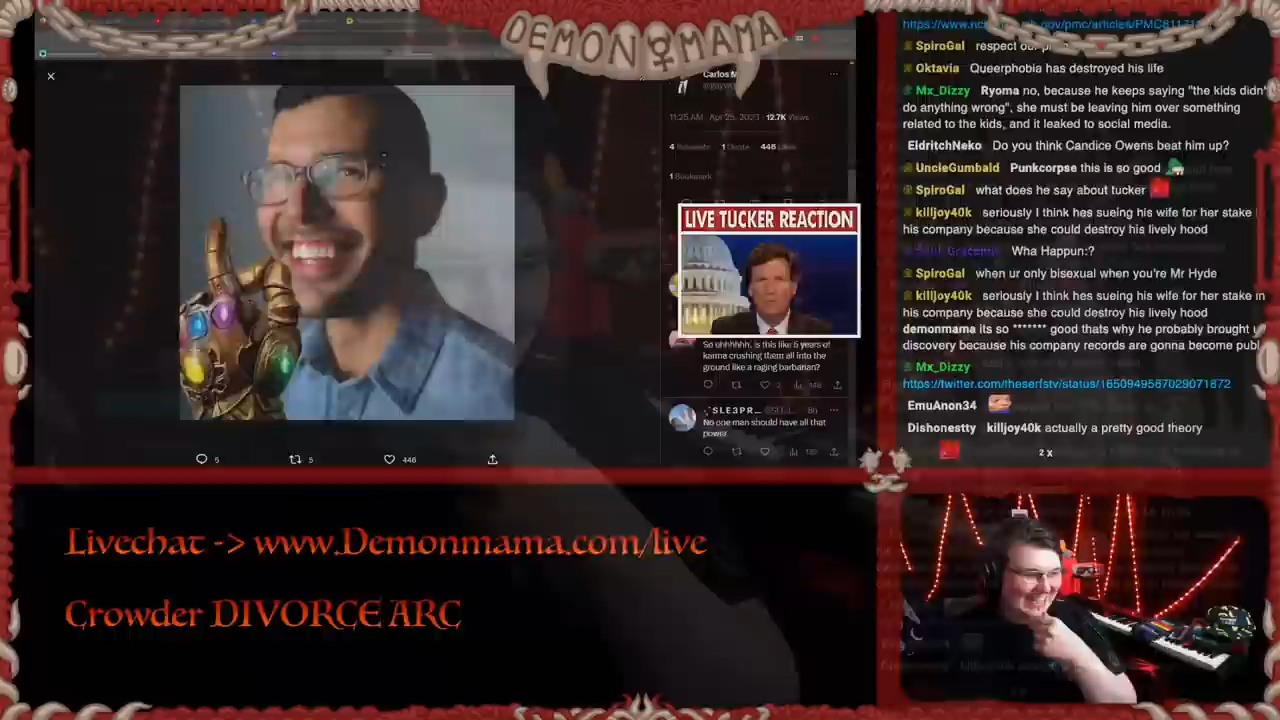 DEMON MAMA
Carlos M
11:25 AM · Apr 25, 2023 · 12.7K Views
4 Retweets 1 Quote 446 Likes
1 Bookmark
LIVE TUCKER REACTION
So uhhhhhh, is this like 5 years of
karma crushing them all into the
ground like a raging barbarian?
2
SLE3PR
8h
No one man should have all that
power
5
5
446
SpiroGal respect
Oktavia Queerphobia has destroyed his life
Mx_Dizzy Ryoma no, because he keeps saying "the kids didn'
do anything wrong", she must be leaving him over something
related to the kids, and it leaked to social media.
EldritchNeko Do you think Candice Owens beat him up?
UncleGumbald Punkcorpse this is so good
SpiroGal what does he say about tucker
killjoy40k seriously I think hes sueing his wife for her stake
his company because she could destroy his lively hood
Wha Happun:?
SpiroGal when ur only bisexual when you're Mr Hyde
killjoy40k seriously I think hes sueing his wife for her stake
his company because she could destroy his lively hood
demonmama its so ******* good thats why he probably brought
discovery because his company records are gonna become publ
Mx_Dizzy
https://twitter.com/theserfstv/status/1650949567029071872
EmuAnon34
Dishonestty killjoy40k actually a pretty good theory
2 x
Livechat -> www.Demonmama.com/live
Crowder DIVORCE ARC